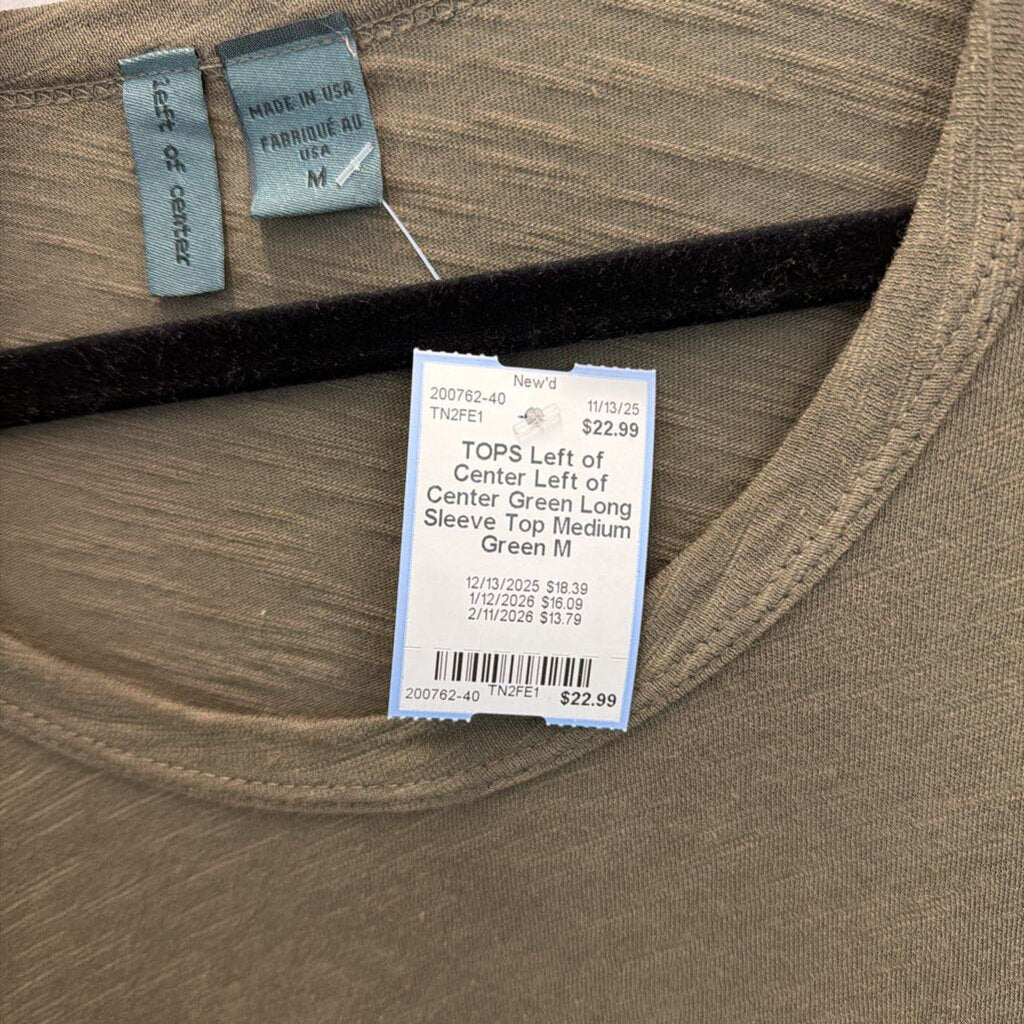 left of center
MADE IN USA
FABRIQUÉ AU
USA
M
New'd
200762-40
11/13/25
TN2FE1
$22.99
TOPS Left of
Center Left of
Center Green Long
Sleeve Top Medium
Green M
12/13/2025 $18.39
1/12/2026 $16.09
2/11/2026 $13.79
200762-40 TN2FE1 $22.99